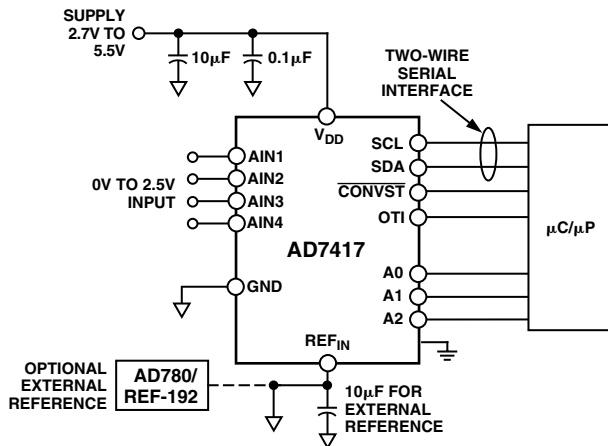 SUPPLY
2.7V TO
5.5V
10μF
0.1μF
TWO-WIRE
SERIAL
INTERFACE
VDD
AIN1
AIN2
AIN3
AIN4
0V TO 2.5V
INPUT
SCL
SDA
CONVST
OTI
μC/μP
AD7417
GND
A0
A1
A2
REFIN
OPTIONAL
EXTERNAL
REFERENCE
AD780/
REF-192
10μF FOR
EXTERNAL
REFERENCE